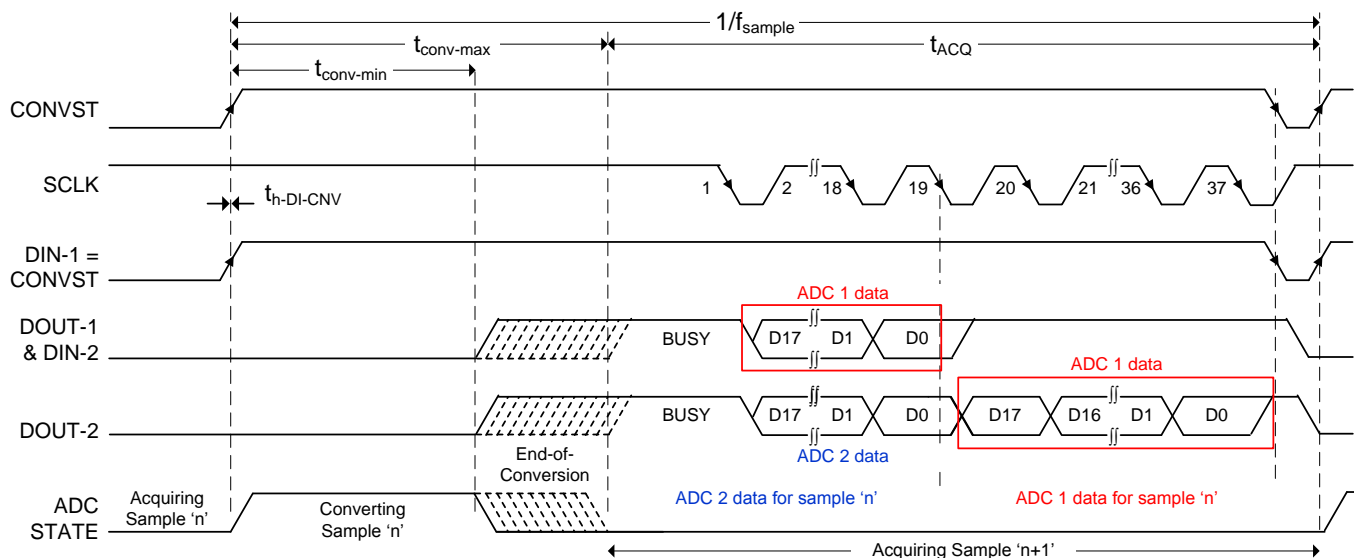 1/fsample
tconv-max
tACQ
tconv-min
CONVST
SCLK
1 2 ∫∫ 18 19 20 21 ∫∫ 36 37
th-DI-CNV
DIN-1 =
CONVST
ADC 1 data
DOUT-1
& DIN-2
BUSY D17 ∫∫ D1 D0
∫∫
ADC 1 data
DOUT-2
BUSY D17 ∫∫ D1 D0 D17 D16 ∫∫ D1 D0
∫∫ ∫∫
ADC 2 data
End-of-
Conversion
ADC
STATE
Acquiring
Sample ‘n’
Converting
Sample ‘n’
ADC 2 data for sample ‘n’
ADC 1 data for sample ‘n’
Acquiring Sample ‘n+1’